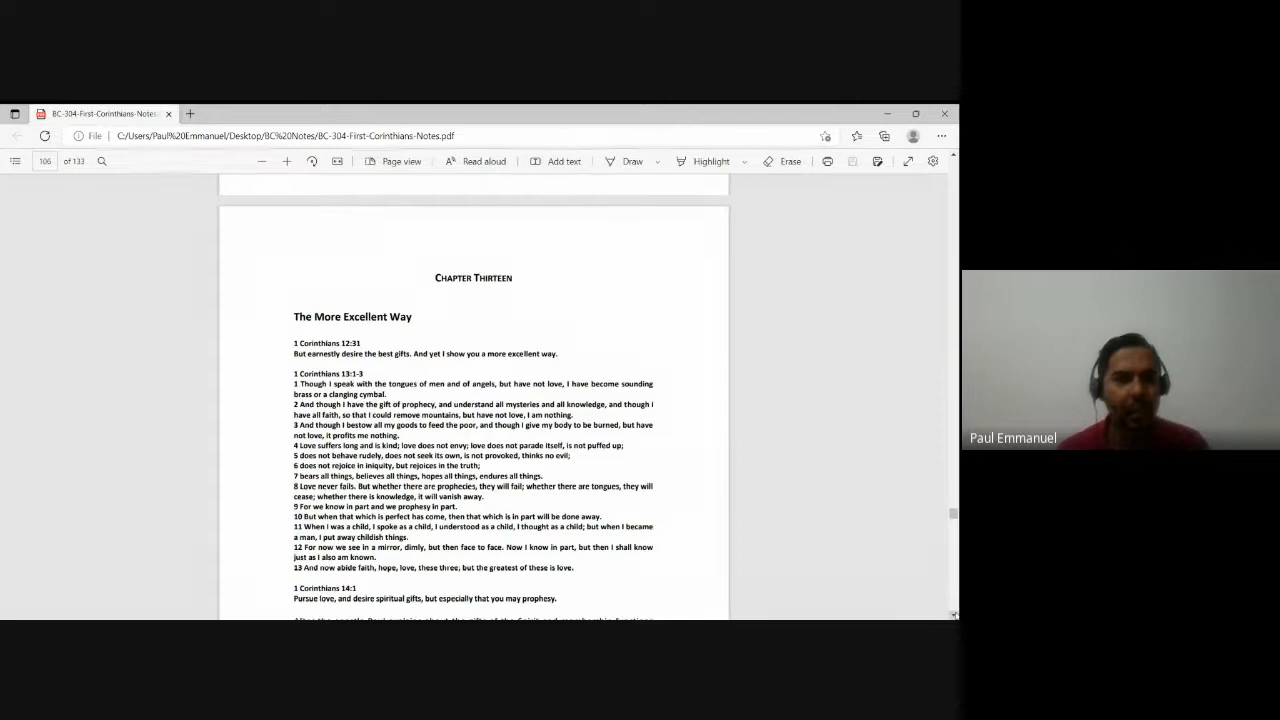 BC-304-First-Corinthians-Notes
File
C:/Users/Paul%20Emmanuel/Desktop/BC%20Notes/BC-304-First-Corinthians-Notes.pdf
106 of 133
Page view
Read aloud
Add text
Draw
Highlight
Erase
CHAPTER THIRTEEN
The More Excellent Way
1 Corinthians 12:31
But earnestly desire the best gifts. And yet I show you a more excellent way.
1 Corinthians 13:1-3
1 Though I speak with the tongues of men and of angels, but have not love, I have become sounding
brass or a clanging cymbal.
2 And though I have the gift of prophecy, and understand all mysteries and all knowledge, and though I
have all faith, so that I could remove mountains, but have not love, I am nothing.
3 And though I bestow all my goods to feed the poor, and though I give my body to be burned, but have
not love, it profits me nothing.
4 Love suffers long and is kind; love does not envy; love does not parade itself, is not puffed up;
5 does not behave rudely, does not seek its own, is not provoked, thinks no evil;
6 does not rejoice in iniquity, but rejoices in the truth;
7 bears all things, believes all things, hopes all things, endures all things.
8 Love never fails. But whether there are prophecies, they will fail; whether there are tongues, they will
cease; whether there is knowledge, it will vanish away.
9 For we know in part and we prophesy in part.
10 But when that which is perfect has come, then that which is in part will be done away.
11 When I was a child, I spoke as a child, I understood as a child, I thought as a child; but when I became
a man, I put away childish things.
12 For now we see in a mirror, dimly, but then face to face. Now I know in part, but then I shall know
just as I also am known.
13 And now abide faith, hope, love, these three; but the greatest of these is love.
1 Corinthians 14:1
Pursue love, and desire spiritual gifts, but especially that you may prophesy.
Paul Emmanuel